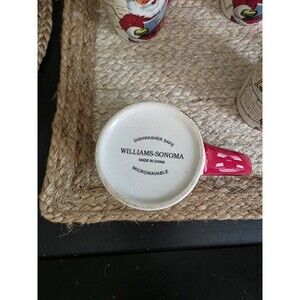 DISHWASHER SAFE
WILLIAMS-SONOMA
MADE IN CHINA
MICROWAVABLE